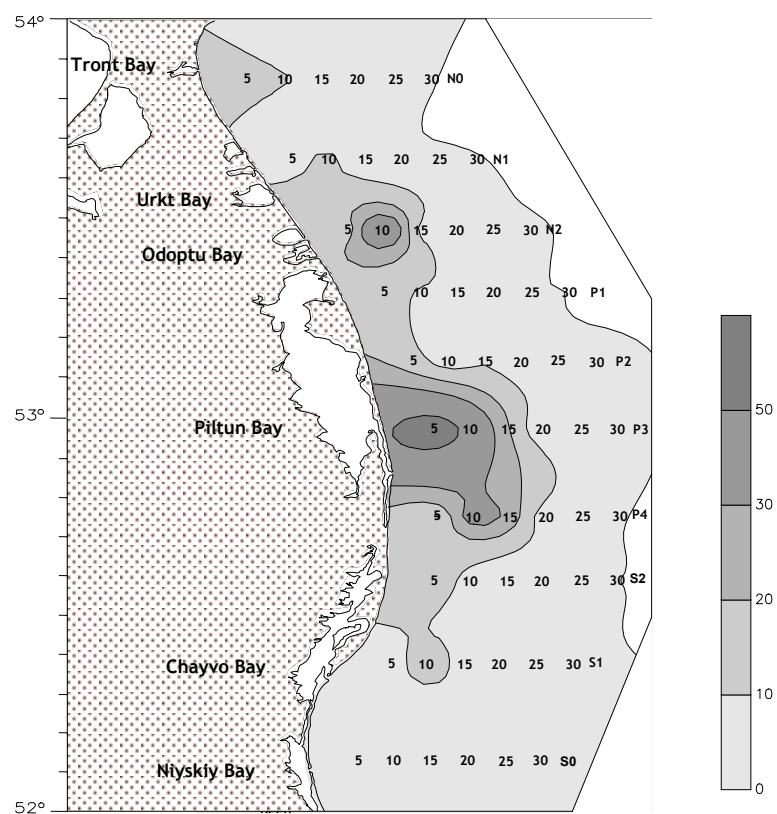 54°
Tront Bay
5 10 15 20 25 30 N0
5 10 15 20 25 30 N1
Urkt Bay
5 10 15 20 25 30 N2
Odoptu Bay
5 10 15 20 25 30 P1
5 10 15 20 25 30 P2
53°
Piltun Bay
5 10 15 20 25 30 P3
5 10 15 20 25 30 P4
5 10 15 20 25 30 S2
Chayvo Bay
5 10 15 20 25 30 S1
Niyskiy Bay
5 10 15 20 25 30 S0
52°
50
30
20
10
0